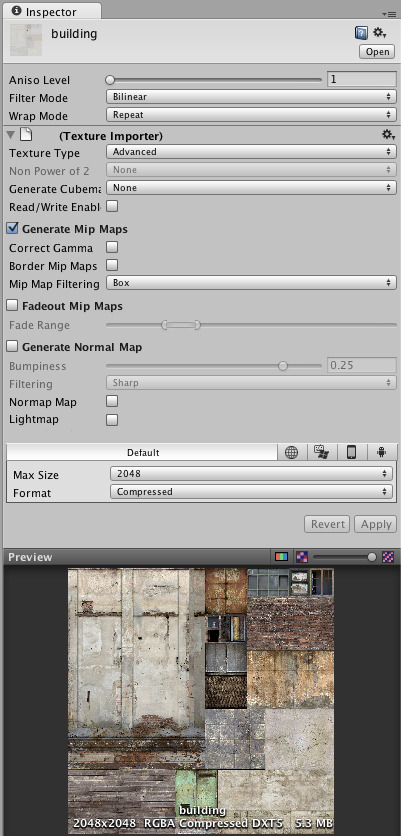 Inspector
building
Open
Aniso Level 1
Filter Mode Bilinear
Wrap Mode Repeat
(Texture Importer)
Texture Type Advanced
Non Power of 2 None
Generate Cubema None
Read/Write Enabl
Generate Mip Maps
Correct Gamma
Border Mip Maps
Mip Map Filtering Box
Fadeout Mip Maps
Fade Range
Generate Normal Map
Bumpiness 0.25
Filtering Sharp
Normap Map
Lightmap
Default
Max Size 2048
Format Compressed
Revert Apply
Preview
building
2048x2048 RGBA Compressed DXT5 5.3 MB